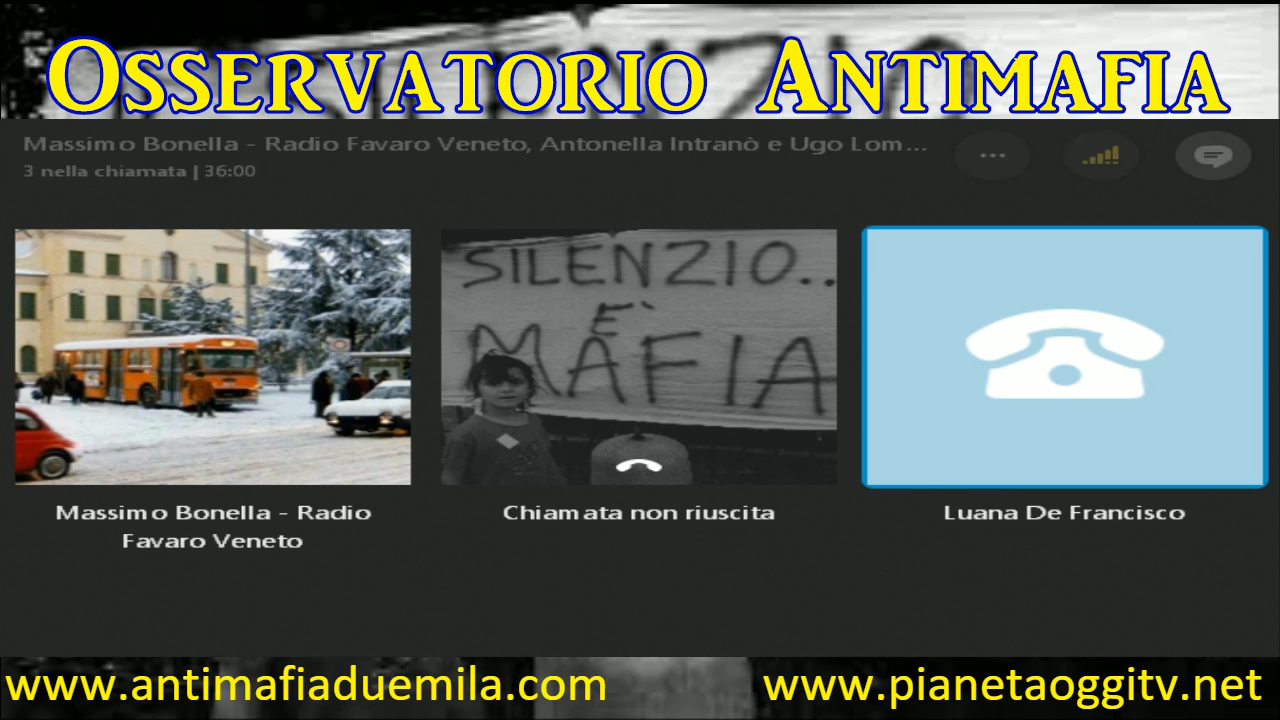 OSSERVATORIO ANTIMAFIA
Massimo Bonella - Radio Favaro Veneto, Antonella Intranò e Ugo Lom...
3 nella chiamata | 36:00
SILENZIO..
E'
MAFIA
Massimo Bonella - Radio
Favaro Veneto
Chiamata non riuscita
Luana De Francisco
www.antimafiaduemila.com
www.pianetaoggitv.net